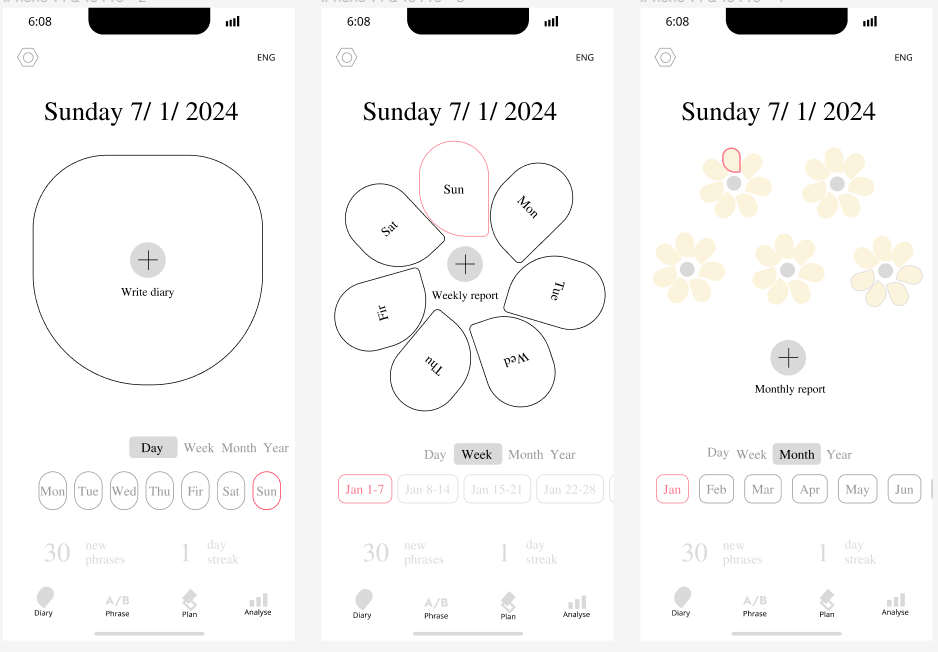 6:08
ENG
Sunday 7/ 1/ 2024
Write diary
Day Week Month Year
Mon Tue Wed Thu Fir Sat Sun
30 new phrases 1 day streak
Diary A/B Phrase Plan Analyse
6:08
ENG
Sunday 7/ 1/ 2024
Sun
Mon
Tue
Wed
Thu
Fir
Sat
Weekly report
Day Week Month Year
Jan 1-7 Jan 8-14 Jan 15-21 Jan 22-28
30 new phrases 1 day streak
Diary A/B Phrase Plan Analyse
6:08
ENG
Sunday 7/ 1/ 2024
Monthly report
Day Week Month Year
Jan Feb Mar Apr May Jun
30 new phrases 1 day streak
Diary A/B Phrase Plan Analyse